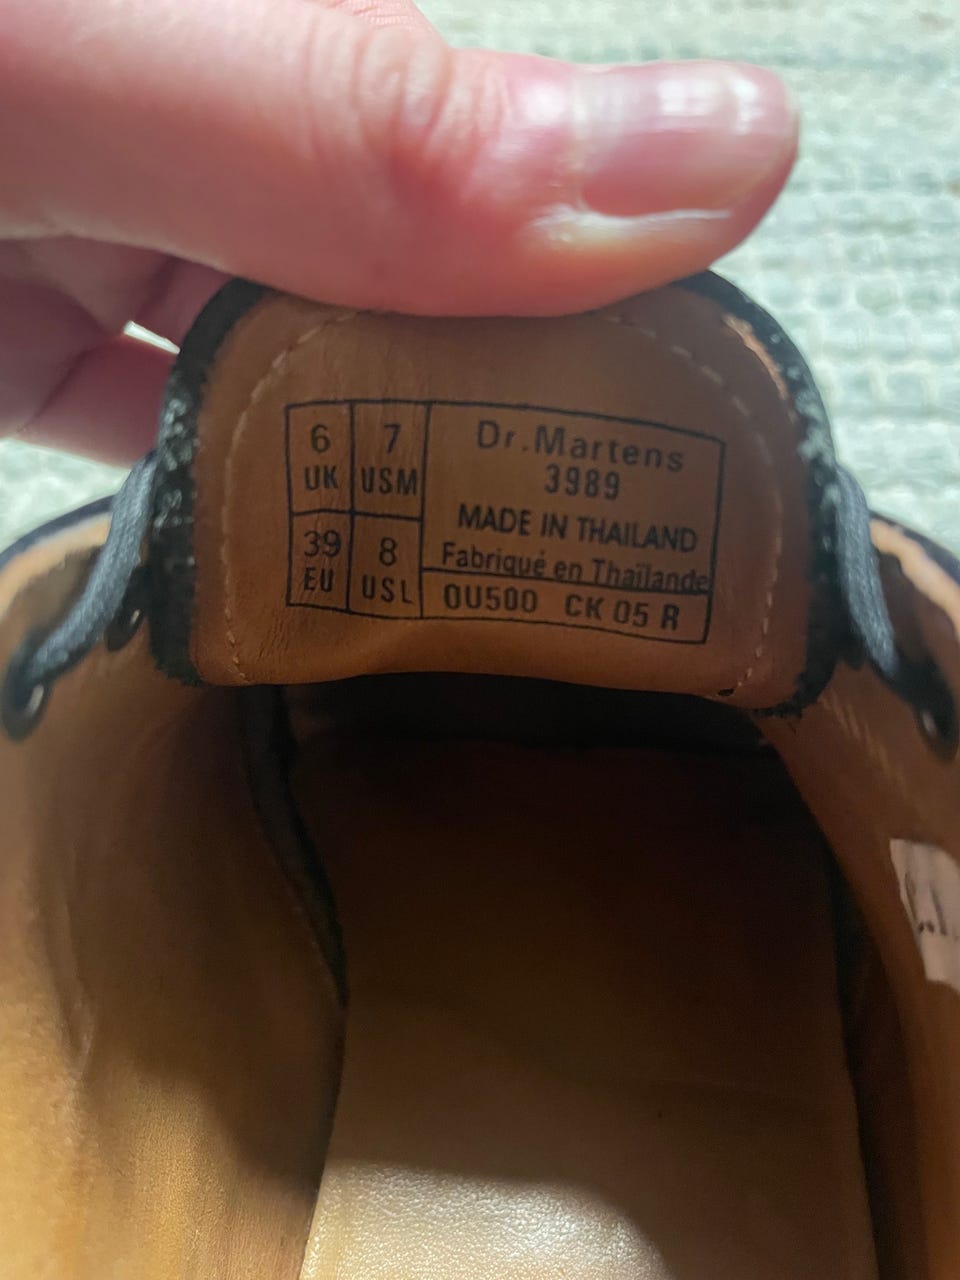 6 UK
7 USM
39 EU
8 USL
Dr.Martens
3989
MADE IN THAILAND
Fabriqué en Thaïlande
0U500 CK 05 R